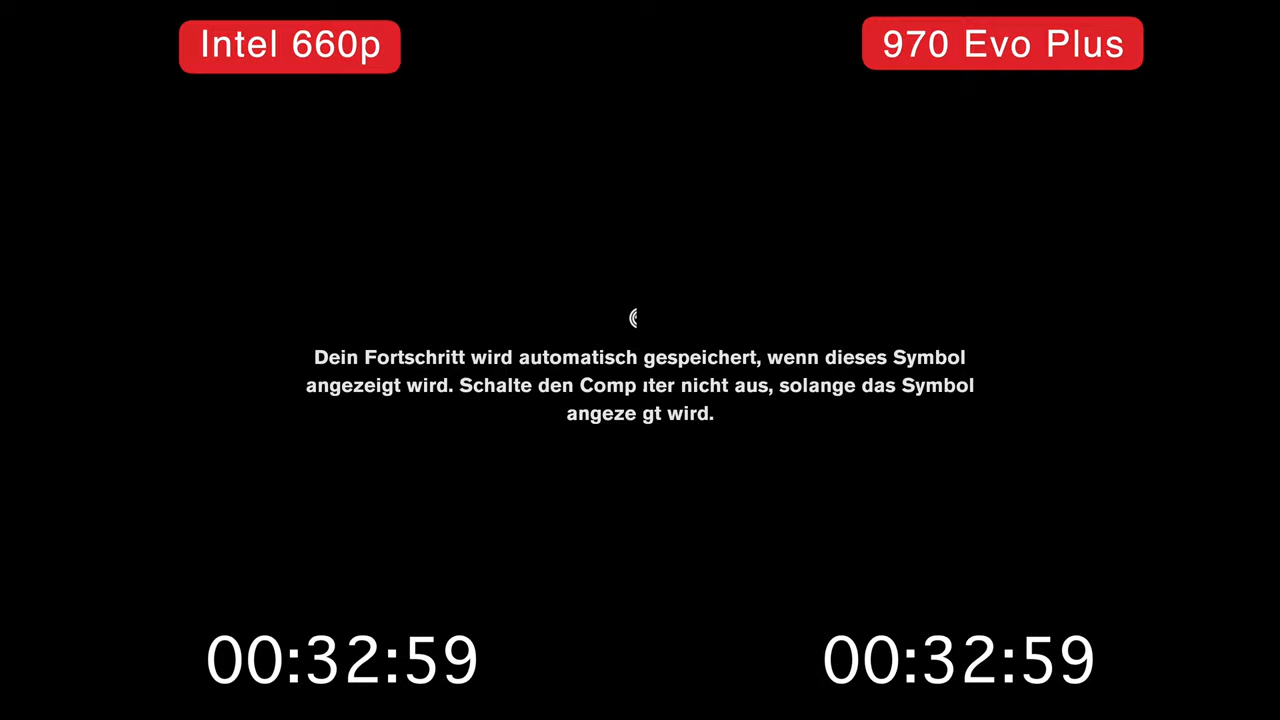 Intel 660p
970 Evo Plus
Dein Fortschritt wird automatisch gespeichert, wenn dieses Symbol
angezeigt wird. Schalte den Comp ter nicht aus, solange das Symbol
angeze gt wird.
00:32:59
00:32:59